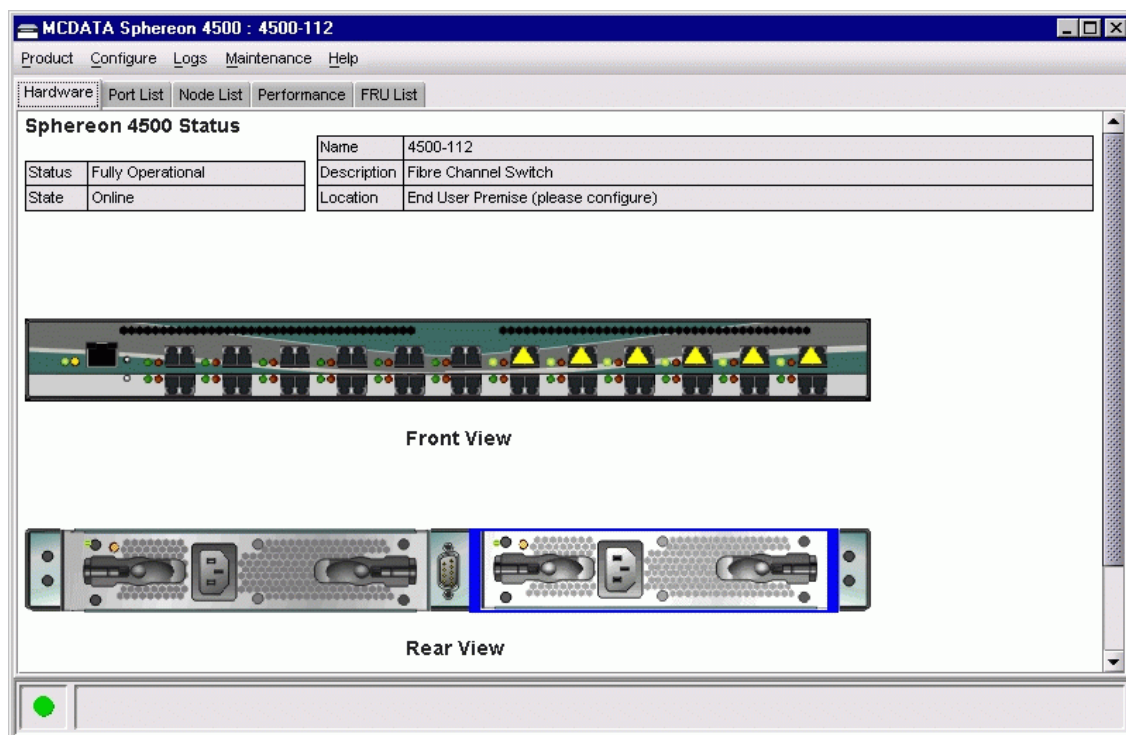 MCDATA Sphereon 4500 : 4500-112
Product Configure Logs Maintenance Help
Hardware Port List Node List Performance FRU List
Sphereon 4500 Status
Name 4500-112
Status Fully Operational Description Fibre Channel Switch
State Online Location End User Premise (please configure)
Front View
Rear View